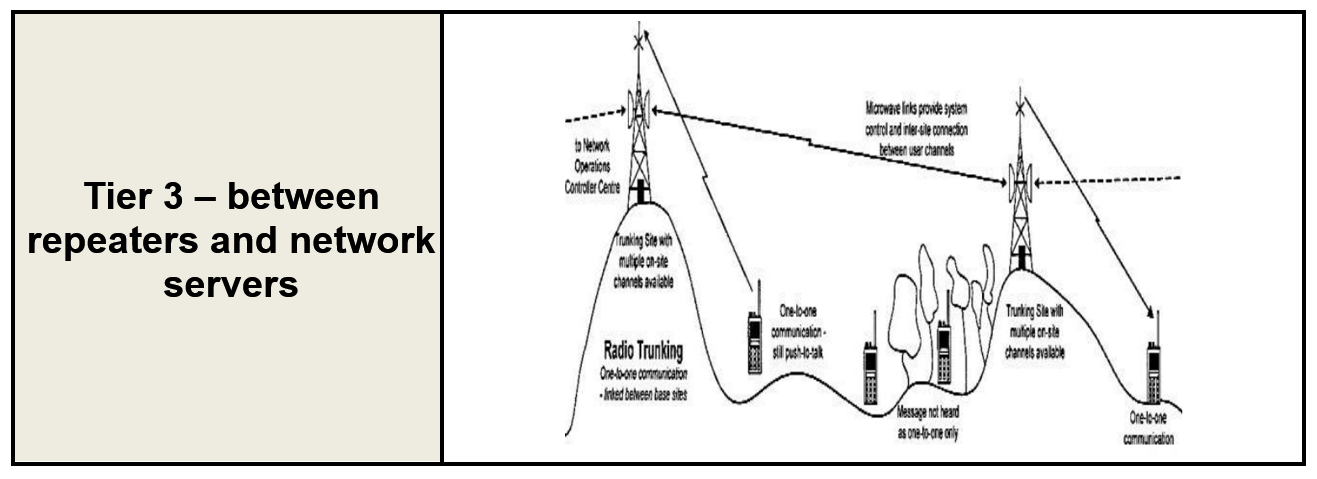 Tier 3 – between
repeaters and network
servers
to Network
Operations
Controller Centre
Microwave links provide system
control and inter-site connection
between user channels
Trunking Site with
multiple on-site
channels available
One-to-one
communication -
still push-to-talk
Radio Trunking
One-to-one communication
- linked between base sites
Trunking Site with
multiple on-site
channels available
Message not heard
as one-to-one only
One-to-one
communication